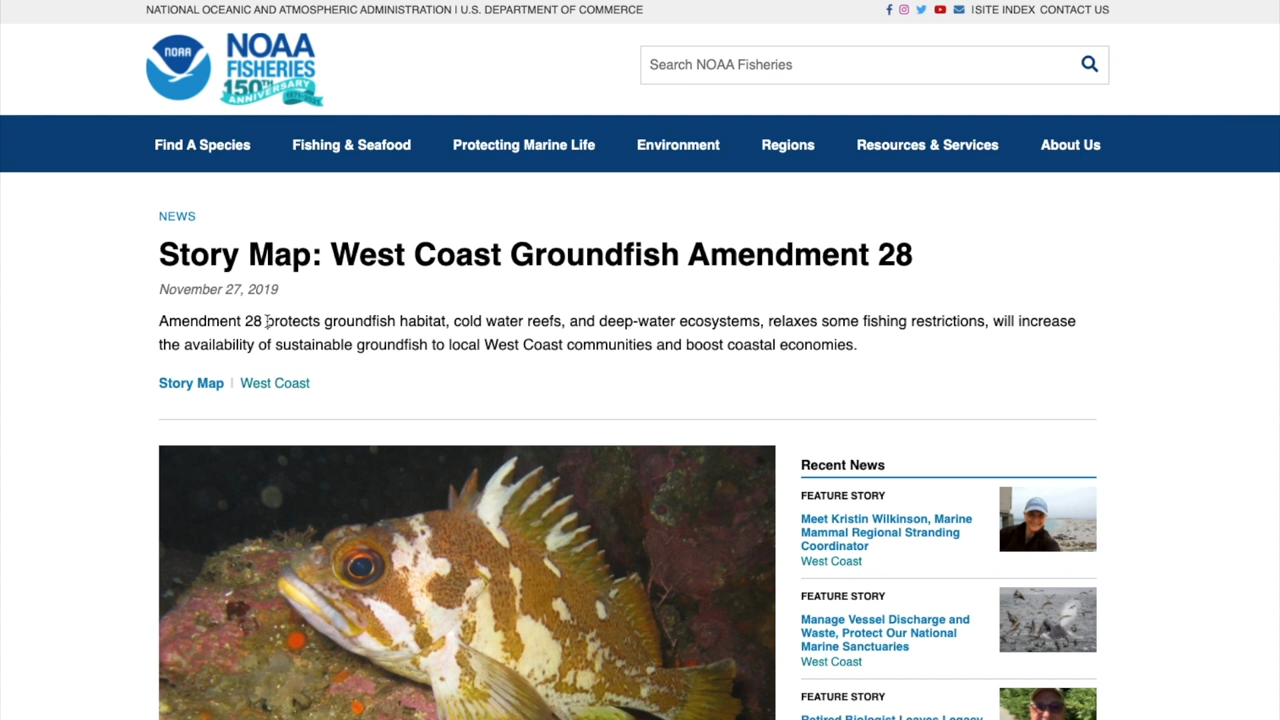 NATIONAL OCEANIC AND ATMOSPHERIC ADMINISTRATION | U.S. DEPARTMENT OF COMMERCE
|SITE INDEX CONTACT US
NOAA
NOAA
FISHERIES
150TH
ANNIVERSARY
Search NOAA Fisheries
Find A Species Fishing & Seafood Protecting Marine Life Environment Regions Resources & Services About Us
NEWS
Story Map: West Coast Groundfish Amendment 28
November 27, 2019
Amendment 28 protects groundfish habitat, cold water reefs, and deep-water ecosystems, relaxes some fishing restrictions, will increase
the availability of sustainable groundfish to local West Coast communities and boost coastal economies.
Story Map | West Coast
Recent News
FEATURE STORY
Meet Kristin Wilkinson, Marine
Mammal Regional Stranding
Coordinator
West Coast
FEATURE STORY
Manage Vessel Discharge and
Waste, Protect Our National
Marine Sanctuaries
West Coast
FEATURE STORY
Retired Biologist Leaves Legacy